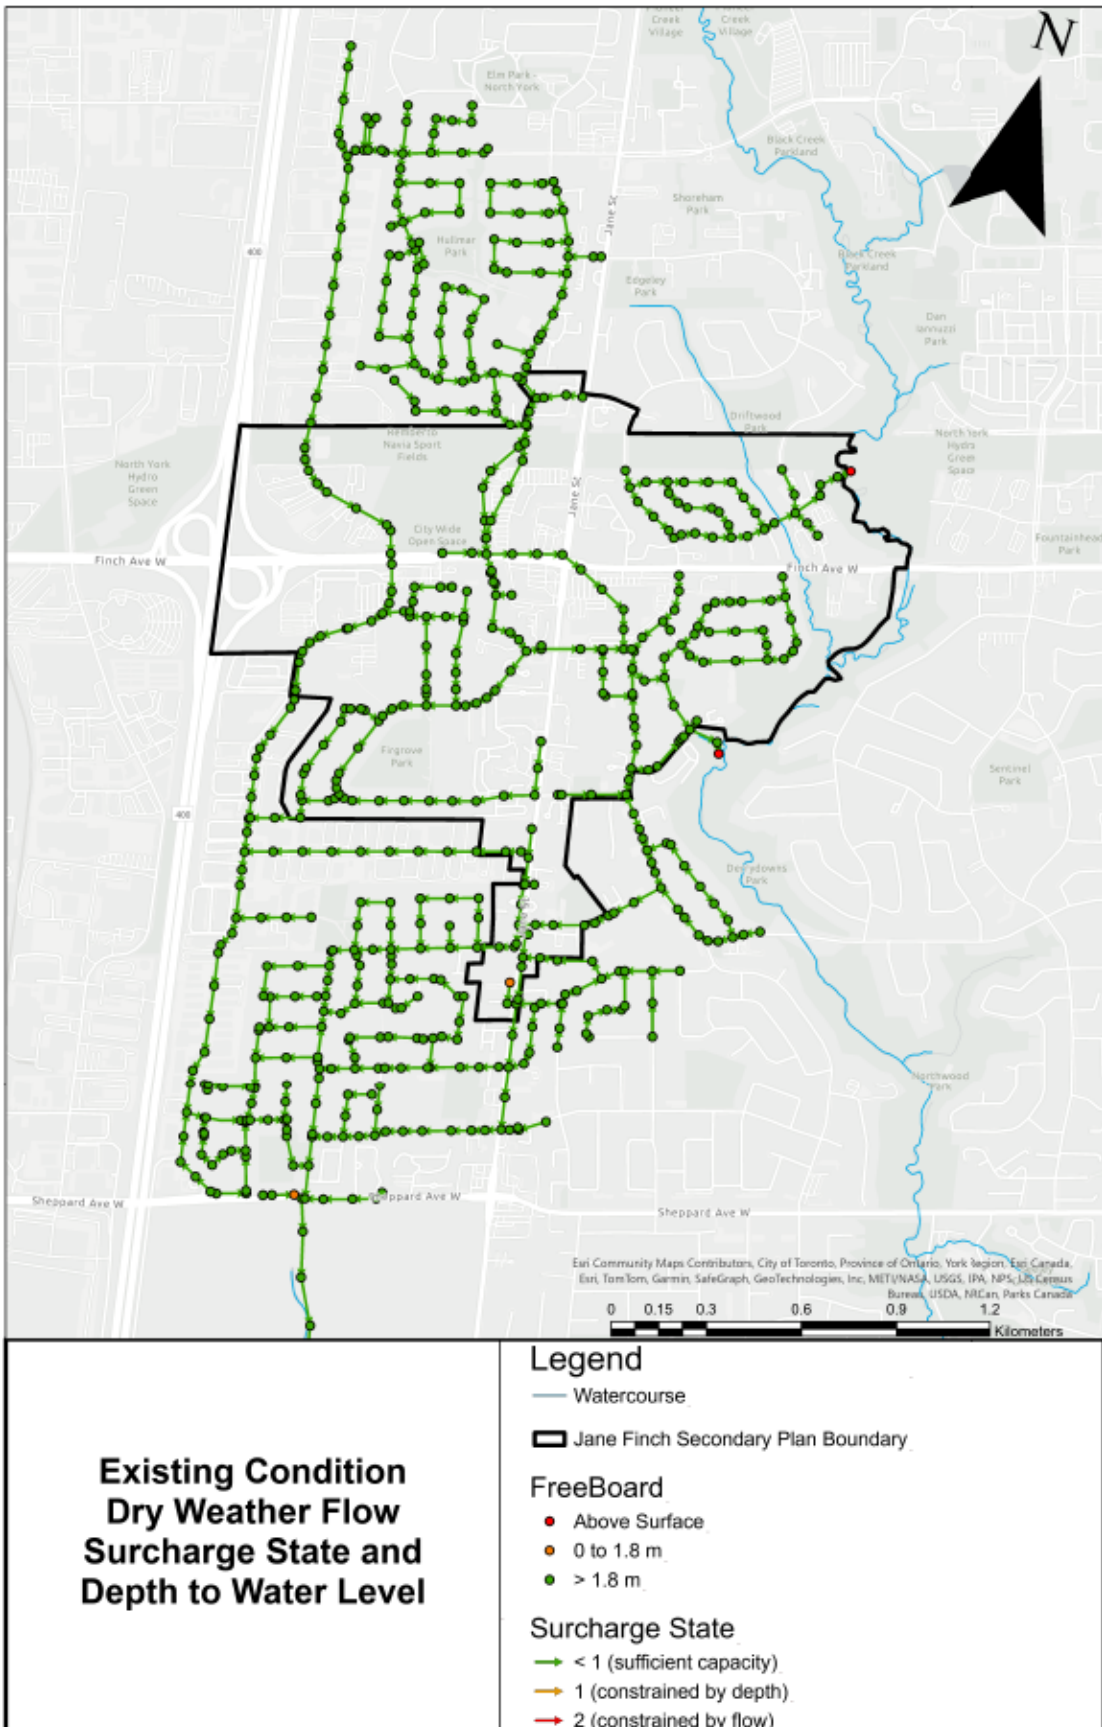 Creek
Village
Creek
Village
N
Elm Park -
North York
Black Creek
Parkland
Shoreham
Park
Jane St
Hullmar
Park
400
Black Creek
Parkland
Edgeley
Park
Dan
Iannuzzi
Park
Driftwood
Park
Navia Sport
Fields
North York
Hydro
Green
Space
North York
Hydro
Green
Space
Jane St
City Wide
Open Space
Fountainhead
Park
Finch Ave W
Finch Ave W
Firgrove
Park
Sentinel
Park
400
Derrydowns
Park
Northwood
Park
Sheppard Ave W
Sheppard Ave W
Sheppard Ave W
Esri Community Maps Contributors, City of Toronto, Province of Ontario, York Region, Esri Canada,
Esri, TomTom, Garmin, SafeGraph, GeoTechnologies, Inc, METI/NASA, USGS, EPA, NPS, US Census
Bureau, USDA, NRCan, Parks Canada
0 0.15 0.3 0.6 0.9 1.2
Kilometers
Existing Condition
Dry Weather Flow
Surcharge State and
Depth to Water Level
Legend
Watercourse
Jane Finch Secondary Plan Boundary
FreeBoard
Above Surface
0 to 1.8 m
> 1.8 m
Surcharge State
< 1 (sufficient capacity)
1 (constrained by depth)
2 (constrained by flow)